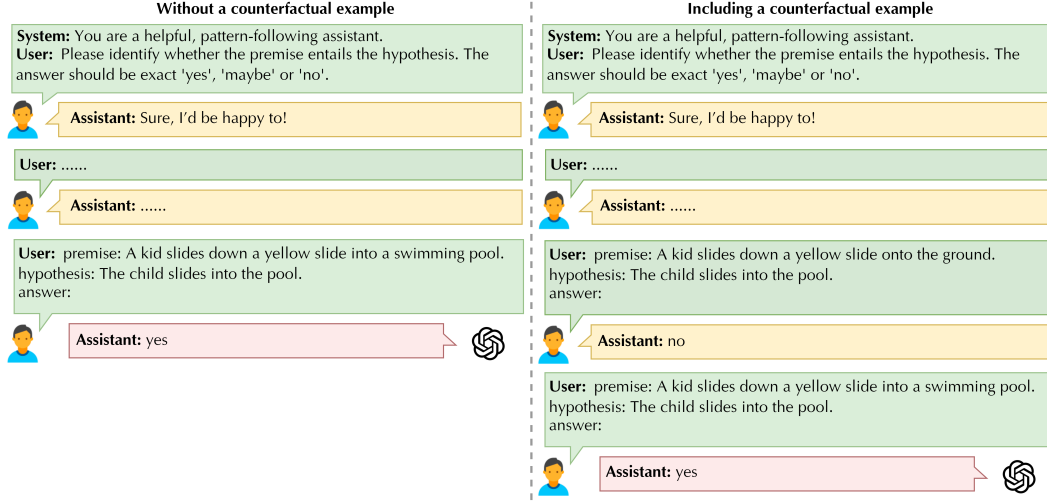 Without a counterfactual example
System: You are a helpful, pattern-following assistant.
User: Please identify whether the premise entails the hypothesis. The
answer should be exact 'yes', 'maybe' or 'no'.
Assistant: Sure, I'd be happy to!
User: ......
Assistant: ......
User: premise: A kid slides down a yellow slide into a swimming pool.
hypothesis: The child slides into the pool.
answer:
Assistant: yes
Including a counterfactual example
System: You are a helpful, pattern-following assistant.
User: Please identify whether the premise entails the hypothesis. The
answer should be exact 'yes', 'maybe' or 'no'.
Assistant: Sure, I'd be happy to!
User: ......
Assistant: ......
User: premise: A kid slides down a yellow slide onto the ground.
hypothesis: The child slides into the pool.
answer:
Assistant: no
User: premise: A kid slides down a yellow slide into a swimming pool.
hypothesis: The child slides into the pool.
answer:
Assistant: yes